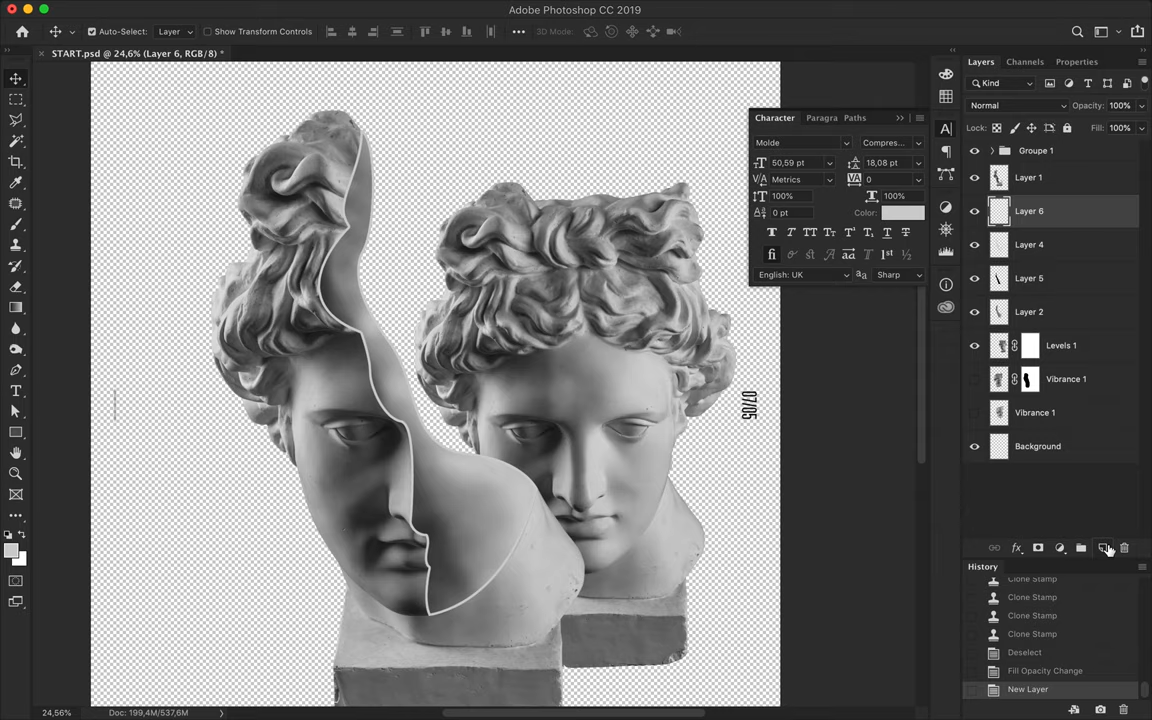 Adobe Photoshop CC 2019
Auto-Select: Layer Show Transform Controls 3D Mode:
START.psd @ 24,6% (Layer 6, RGB/8) *
Layers Channels Properties
Kind
Normal Opacity: 100%
Lock: Fill: 100%
Groupe 1
Layer 1
Layer 6
Layer 4
Layer 5
Layer 2
Levels 1
Vibrance 1
Vibrance 1
Background
Character Paragra Paths
Molde Compres...
50,59 pt 18,08 pt
Metrics 0
100% 100%
0 pt Color:
English: UK Sharp
07/05
History
Clone Stamp
Clone Stamp
Clone Stamp
Clone Stamp
Deselect
Fill Opacity Change
New Layer
24,56% Doc: 199,4M/537,6M